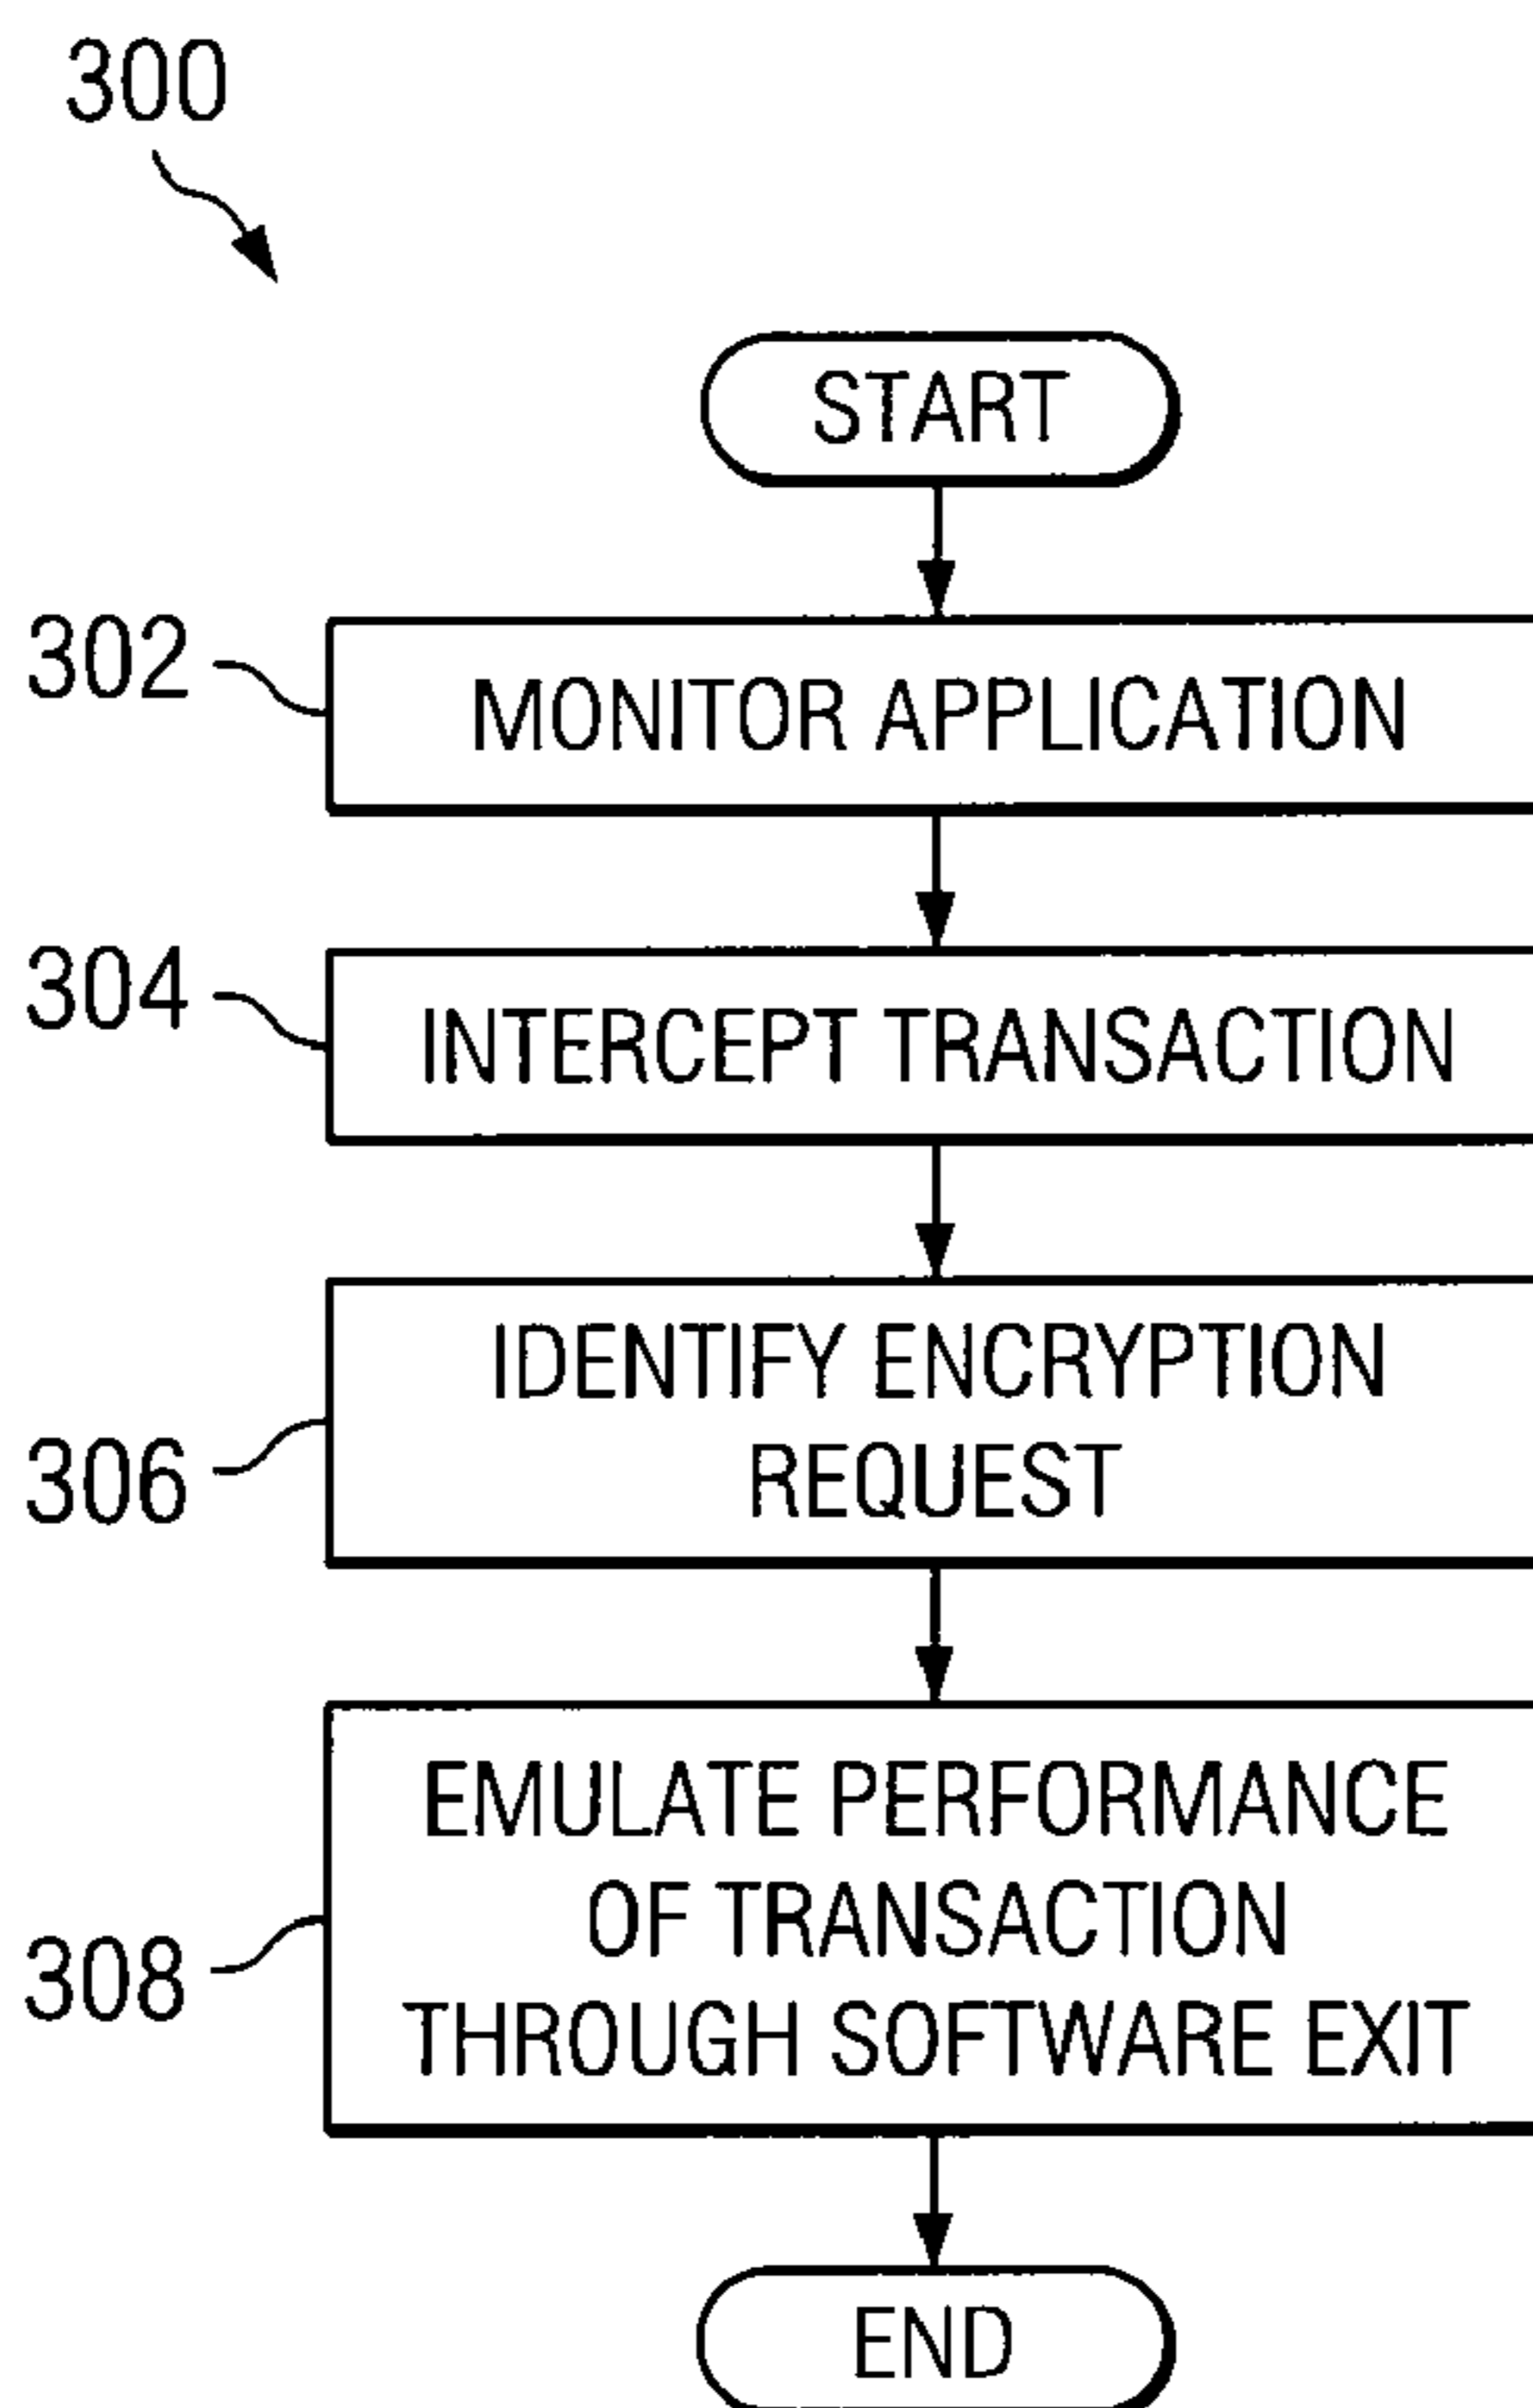 300
START
302
MONITOR APPLICATION
304
INTERCEPT TRANSACTION
306
IDENTIFY ENCRYPTION
REQUEST
308
EMULATE PERFORMANCE
OF TRANSACTION
THROUGH SOFTWARE EXIT
END